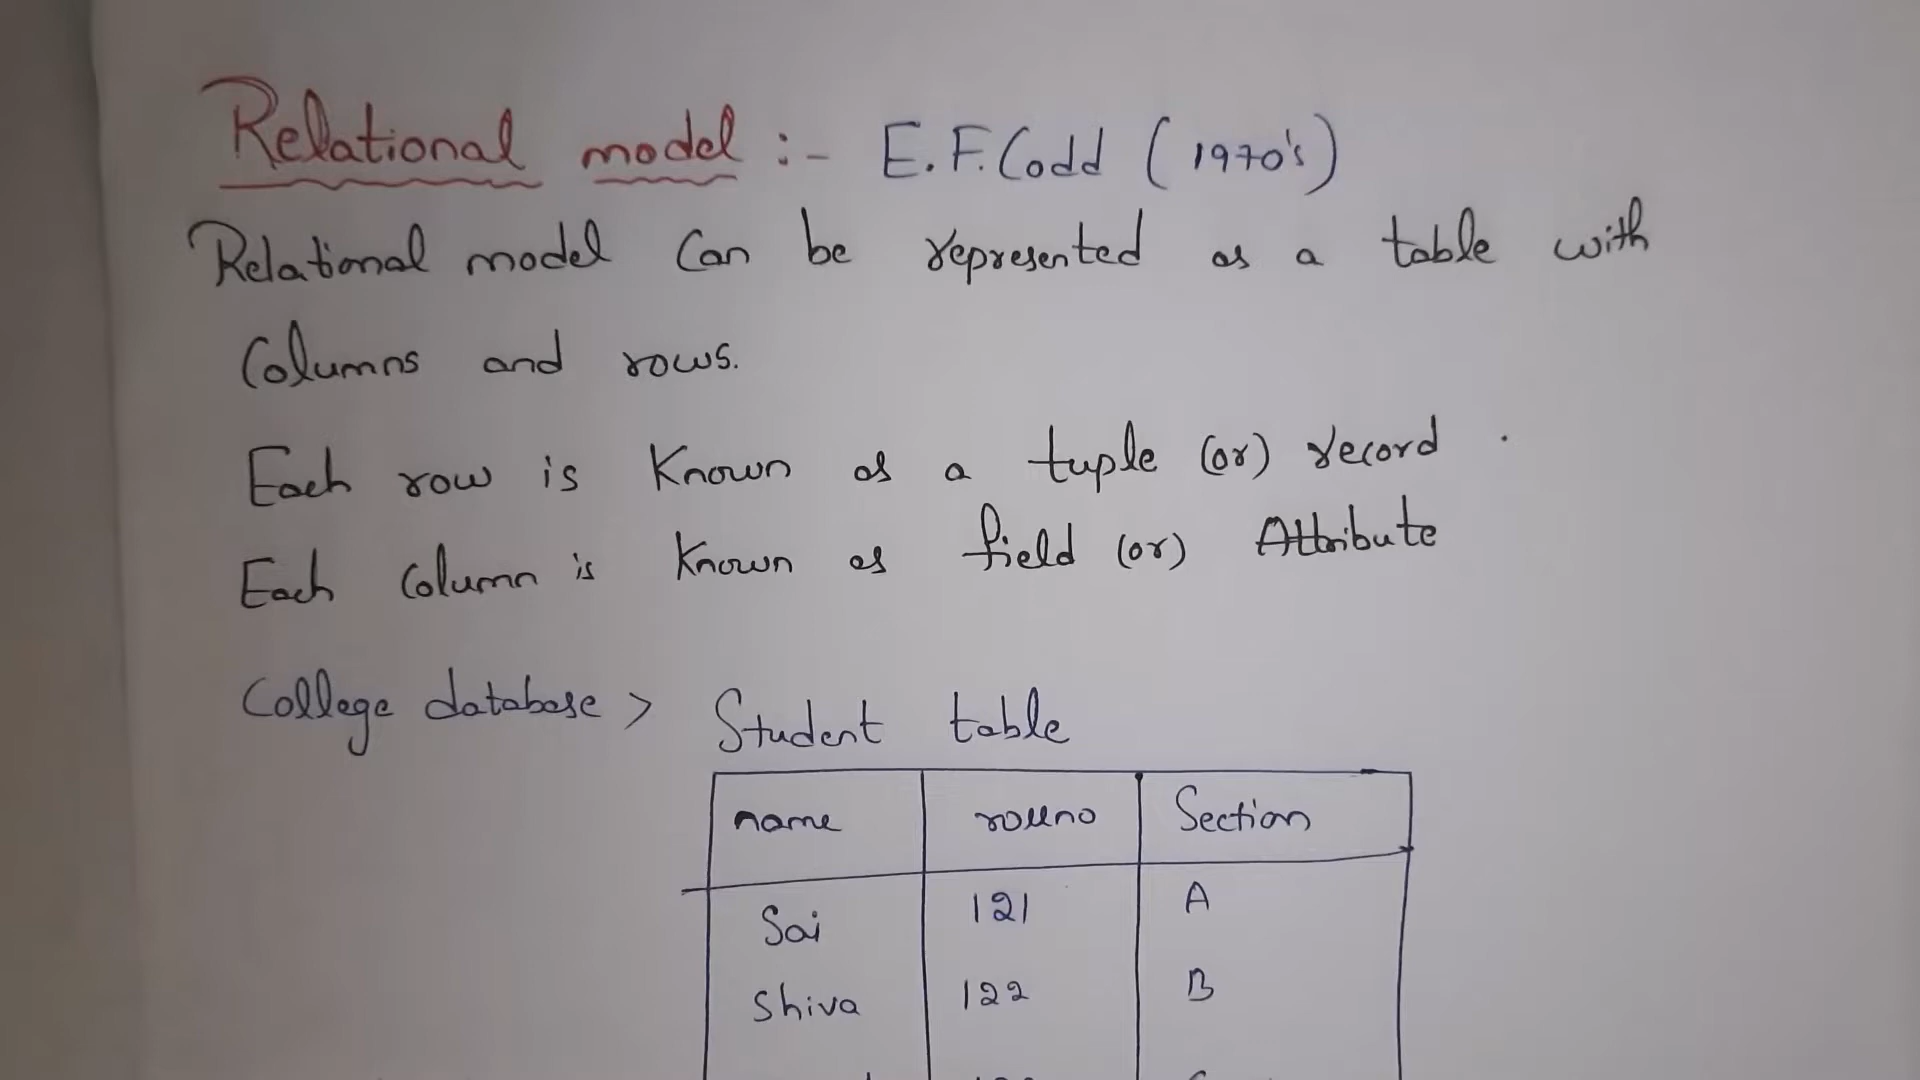 Relational model :- E.F. Codd (1970's)
Relational model Can be represented as a table with
Columns and rows.
Each row is Known as a tuple (or) record .
Each Column is Known as field (or) Attribute
College database > Student table
name rollno Section
Sai 121 A
Shiva 122 B